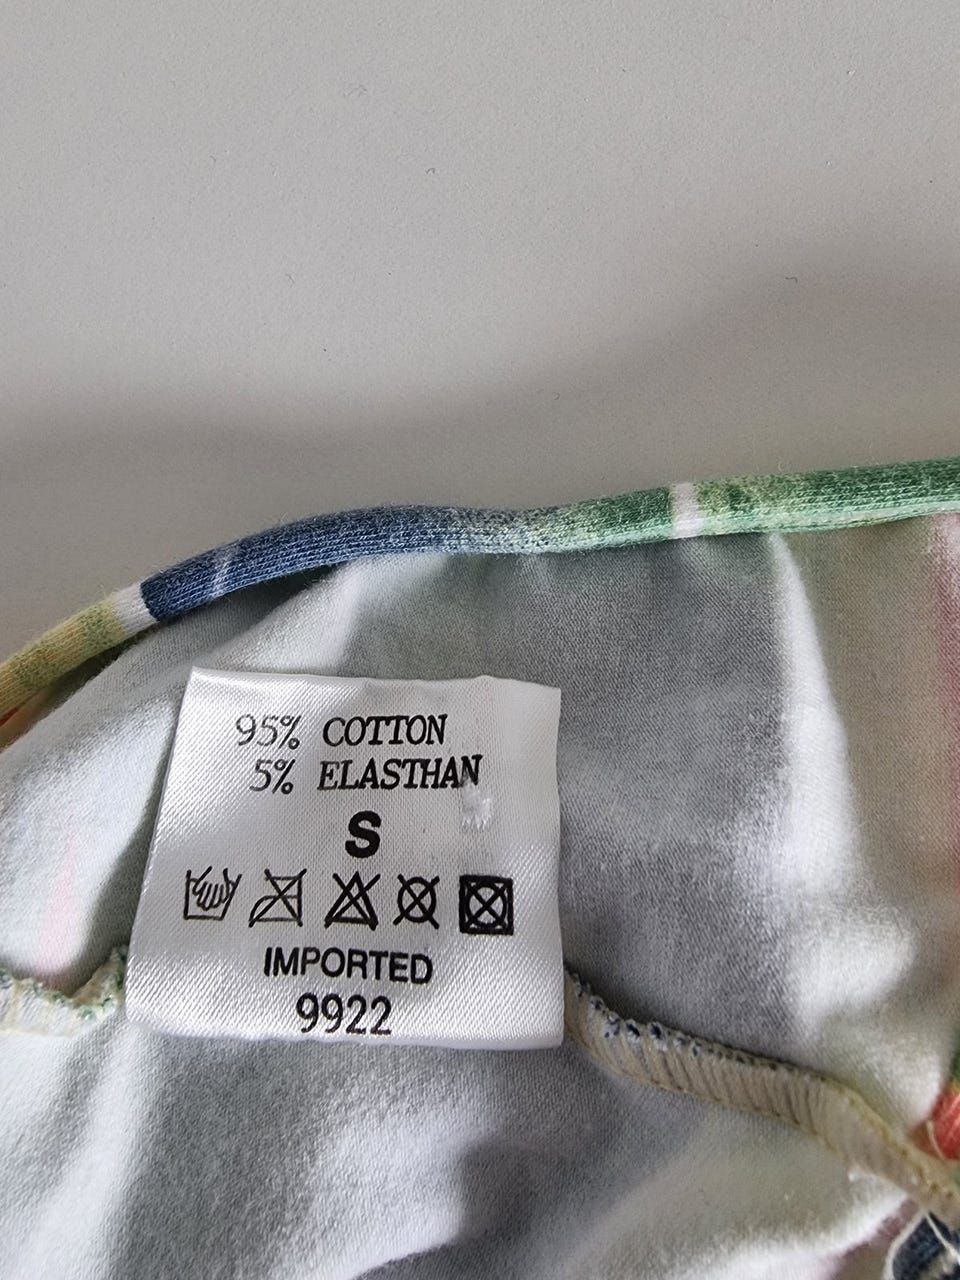 95% COTTON
5% ELASTHAN
S
IMPORTED
9922